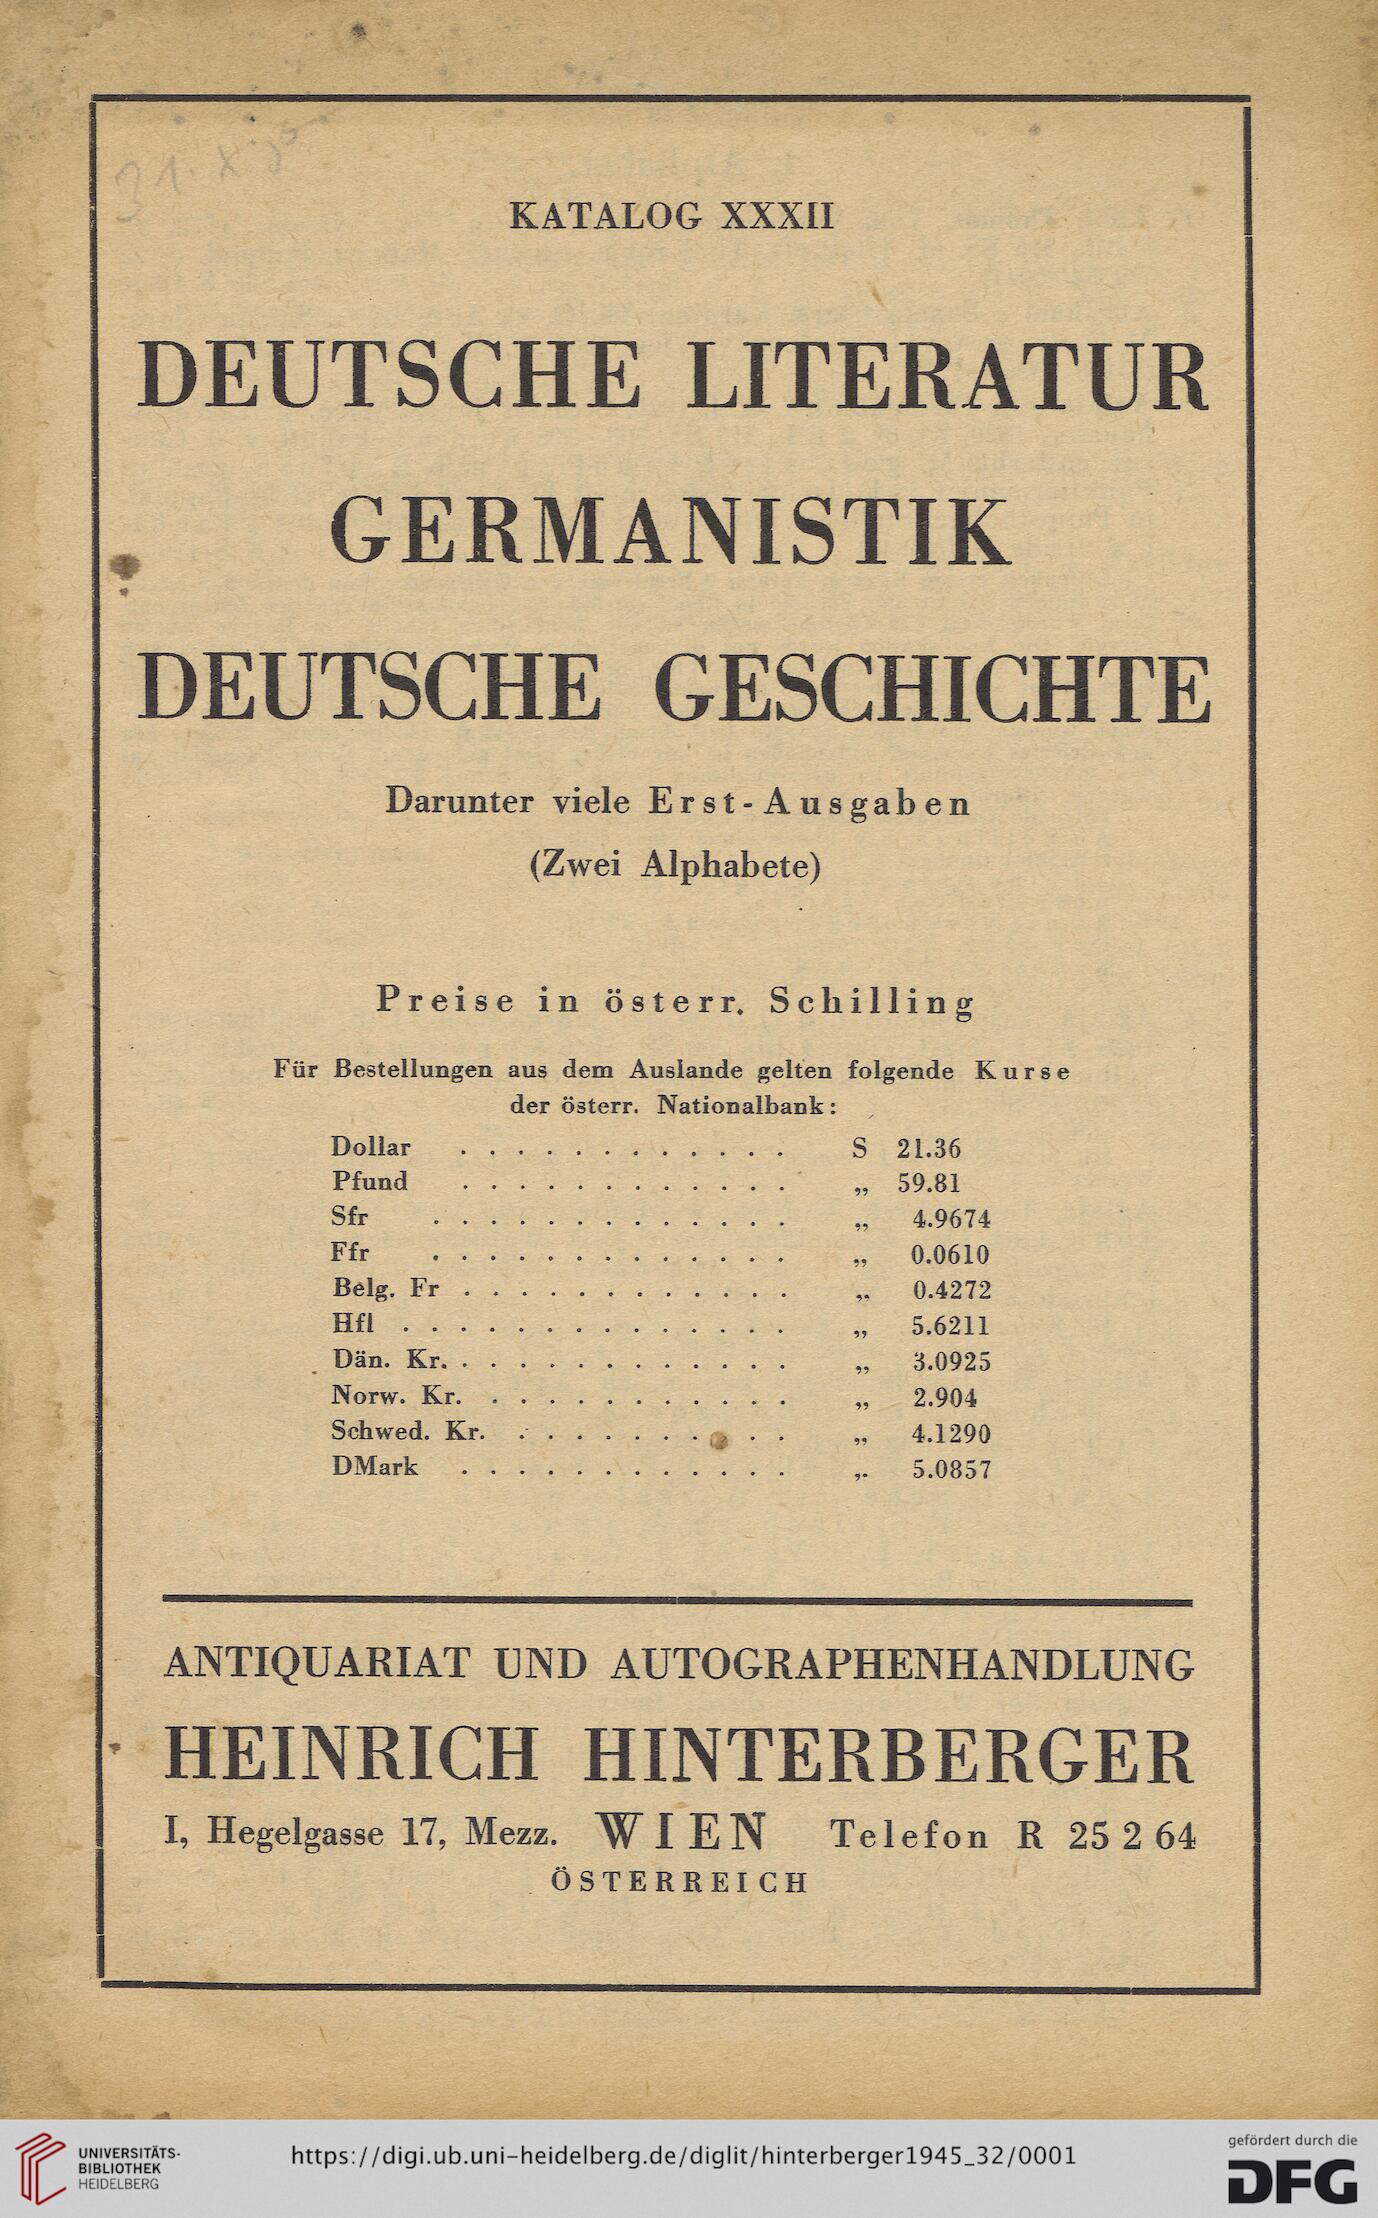 KATALOG XXXII
DEUTSCHE LITERATUR
GERMANISTIK
DEUTSCHE GESCHICHTE
Darunter viele Erst-Ausgaben
(Zwei Alphabete)
Preise in österr. Schilling
Für Bestellungen aus dem Auslande gelten folgende Kurse
der österr. Nationalbank:
Dollar . . . . . . . . . . . . S 21.36
Pfund . . . . . . . . . . . . „ 59.81
Sfr . . . . . . . . . . . . . „ 4.9674
Ffr . . . . . . . . . . . . . „ 0.0610
Belg. Fr . . . . . . . . . . . . „ 0.4272
Hfl . . . . . . . . . . . . . . „ 5.6211
Dän. Kr. . . . . . . . . . . . . „ 3.0925
Norw. Kr. . . . . . . . . . . . „ 2.904
Schwed. Kr. . . . . . . . . . . „ 4.1290
DMark . . . . . . . . . . . . „ 5.0857
ANTIQUARIAT UND AUTOGRAPHENHANDLUNG
HEINRICH HINTERBERGER
I, Hegelgasse 17, Mezz. WIEN Telefon R 25 2 64
ÖSTERREICH
UNIVERSITÄTS-
BIBLIOTHEK
HEIDELBERG
https://digi.ub.uni-heidelberg.de/diglit/hinterberger1945_32/0001
gefördert durch die
DFG